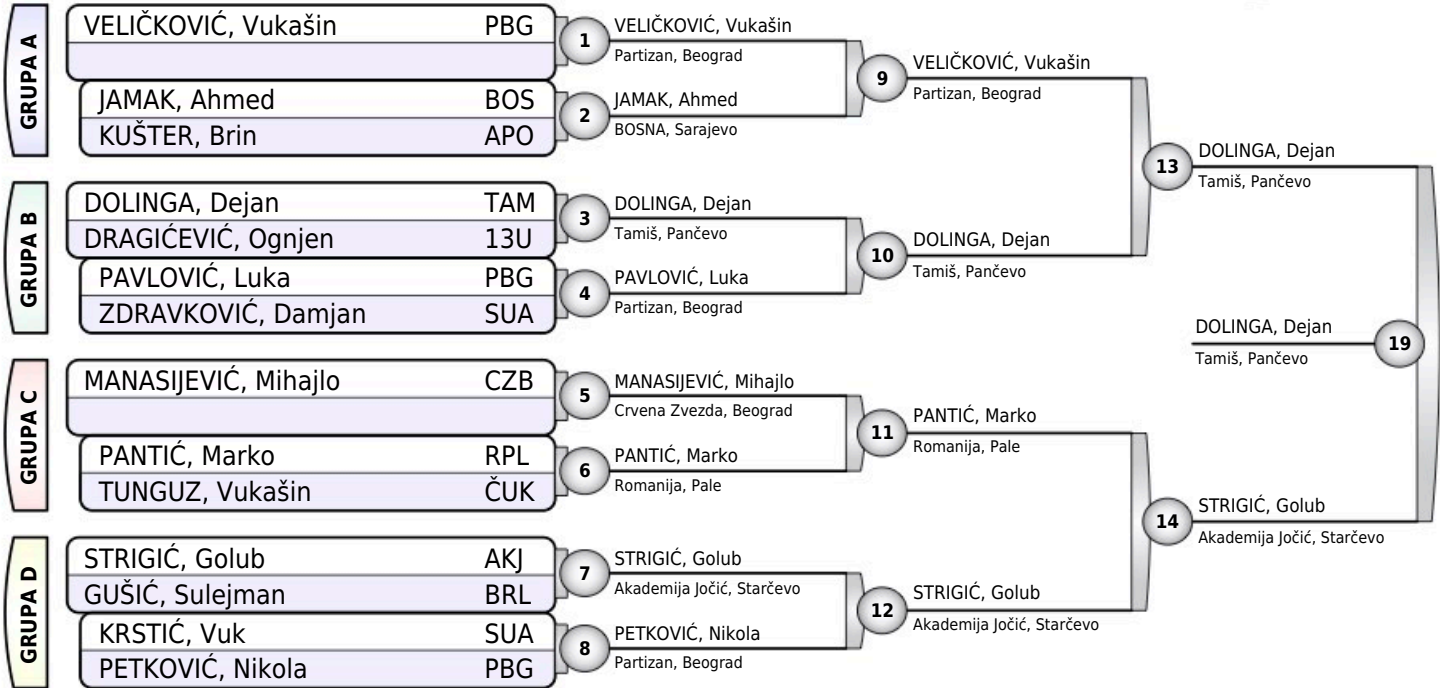 GRUPA A
VELIČKOVIĆ, Vukašin PBG
JAMAK, Ahmed BOS
KUŠTER, Brin APO
GRUPA B
DOLINGA, Dejan TAM
DRAGIĆEVIĆ, Ognjen 13U
PAVLOVIĆ, Luka PBG
ZDRAVKOVIĆ, Damjan SUA
GRUPA C
MANASIJEVIĆ, Mihajlo CZB
PANTIĆ, Marko RPL
TUNGUZ, Vukašin ČUK
GRUPA D
STRIGIĆ, Golub AKJ
GUŠIĆ, Sulejman BRL
KRSTIĆ, Vuk SUA
PETKOVIĆ, Nikola PBG
1
VELIČKOVIĆ, Vukašin
Partizan, Beograd
2
JAMAK, Ahmed
BOSNA, Sarajevo
3
DOLINGA, Dejan
Tamiš, Pančevo
4
PAVLOVIĆ, Luka
Partizan, Beograd
5
MANASIJEVIĆ, Mihajlo
Crvena Zvezda, Beograd
6
PANTIĆ, Marko
Romanija, Pale
7
STRIGIĆ, Golub
Akademija Jočić, Starčevo
8
PETKOVIĆ, Nikola
Partizan, Beograd
9
VELIČKOVIĆ, Vukašin
Partizan, Beograd
10
DOLINGA, Dejan
Tamiš, Pančevo
11
PANTIĆ, Marko
Romanija, Pale
12
STRIGIĆ, Golub
Akademija Jočić, Starčevo
13
DOLINGA, Dejan
Tamiš, Pančevo
14
STRIGIĆ, Golub
Akademija Jočić, Starčevo
DOLINGA, Dejan
Tamiš, Pančevo
19